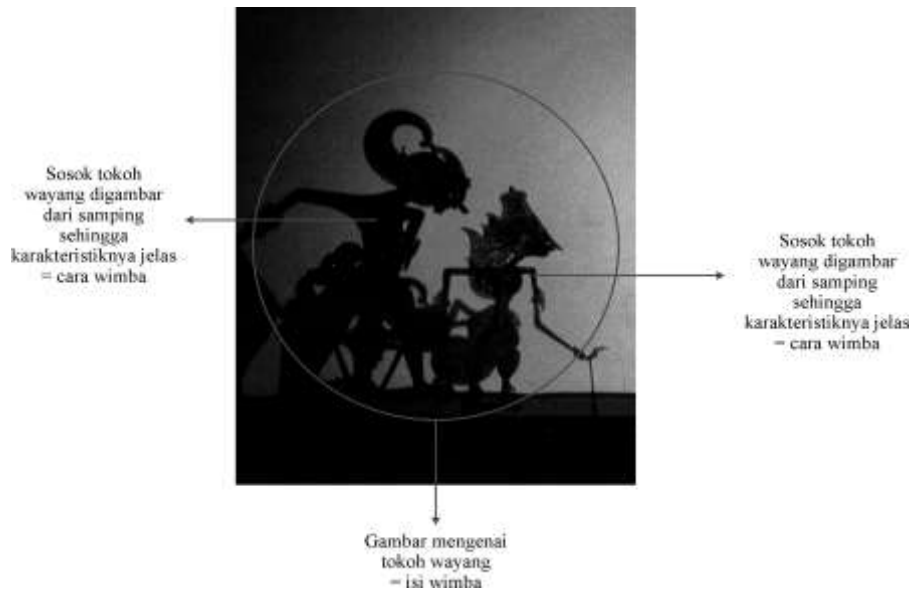 Sosok tokoh
wayang digambar
dari samping
sehingga
karakteristiknya jelas
= cara wimba
Sosok tokoh
wayang digambar
dari samping
sehingga
karakteristiknya jelas
= cara wimba
Gambar mengenai
tokoh wayang
= isi wimba